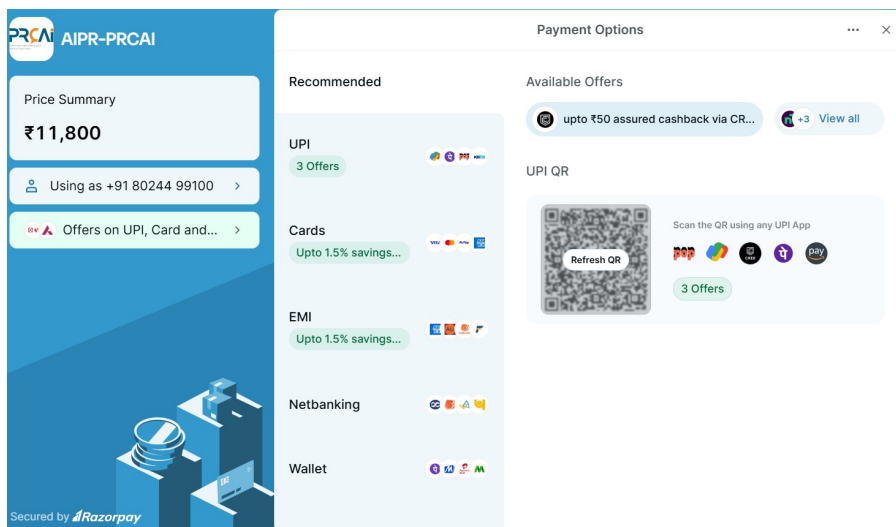 PRCAi
AIPR-PRCAI
Price Summary
₹11,800
Using as +91 80244 99100
Offers on UPI, Card and...
Secured by Razorpay
Payment Options
Recommended
UPI
3 Offers
Cards
Upto 1.5% savings...
EMI
Upto 1.5% savings...
Netbanking
Wallet
Available Offers
upto ₹50 assured cashback via CR...
+3 View all
UPI QR
Refresh QR
Scan the QR using any UPI App
pop
CRED
pay
3 Offers